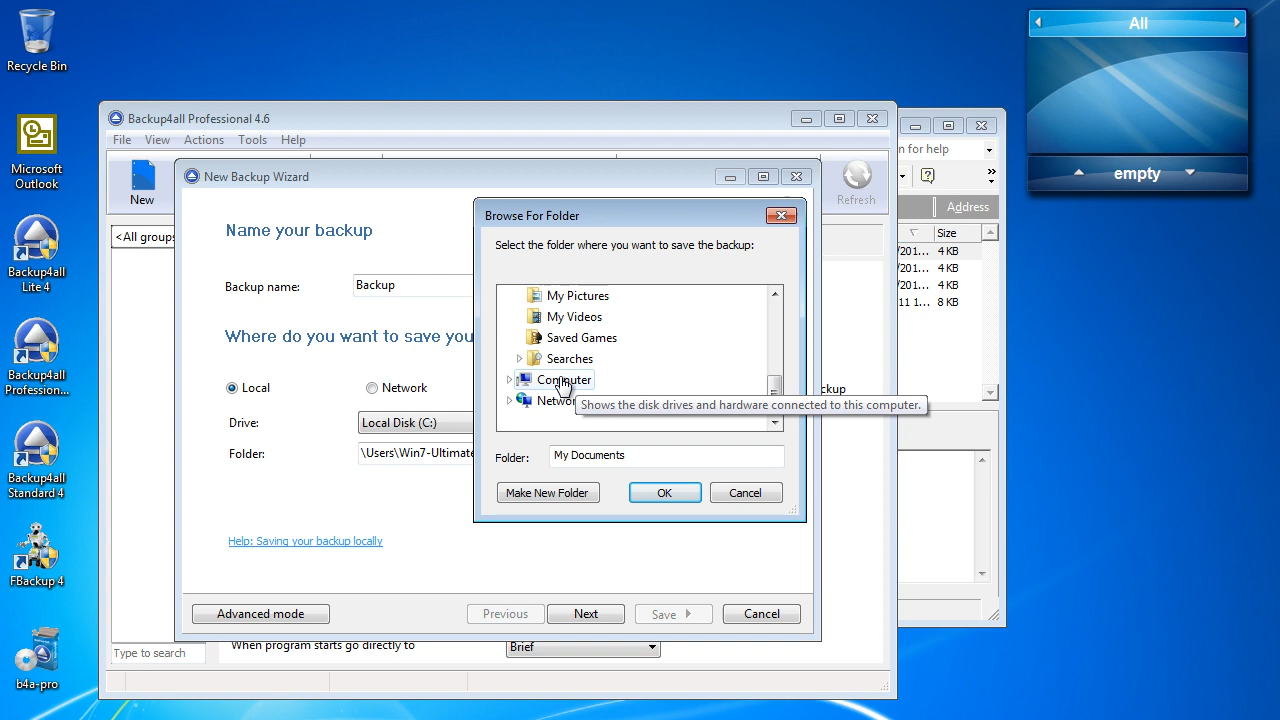 Recycle Bin
Microsoft
Outlook
Backup4all
Lite 4
Backup4all
Profession...
Backup4all
Standard 4
FBackup 4
b4a-pro
All
empty
Backup4all Professional 4.6
File View Actions Tools Help
New
Refresh
<All groups
Type to search
When program starts go directly to
Brief
n for help
Address
Size
/201... 4 KB
/201... 4 KB
/201... 4 KB
11 1... 8 KB
New Backup Wizard
Name your backup
Backup name: Backup
Where do you want to save you
Local Network
Drive: Local Disk (C:)
Folder: \Users\Win7-Ultimate
Help: Saving your backup locally
Advanced mode Previous Next Save Cancel
Browse For Folder
Select the folder where you want to save the backup:
My Pictures
My Videos
Saved Games
Searches
Computer
Shows the disk drives and hardware connected to this computer.
Folder: My Documents
Make New Folder OK Cancel